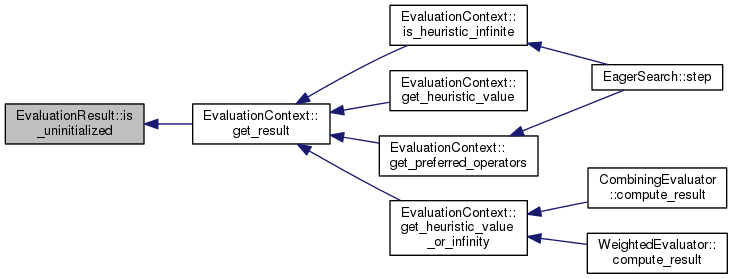 EvaluationResult::is
_uninitialized
EvaluationContext::
get_result
EvaluationContext::
is_heuristic_infinite
EvaluationContext::
get_heuristic_value
EvaluationContext::
get_preferred_operators
EvaluationContext::
get_heuristic_value
_or_infinity
EagerSearch::step
CombiningEvaluator
::compute_result
WeightedEvaluator::
compute_result